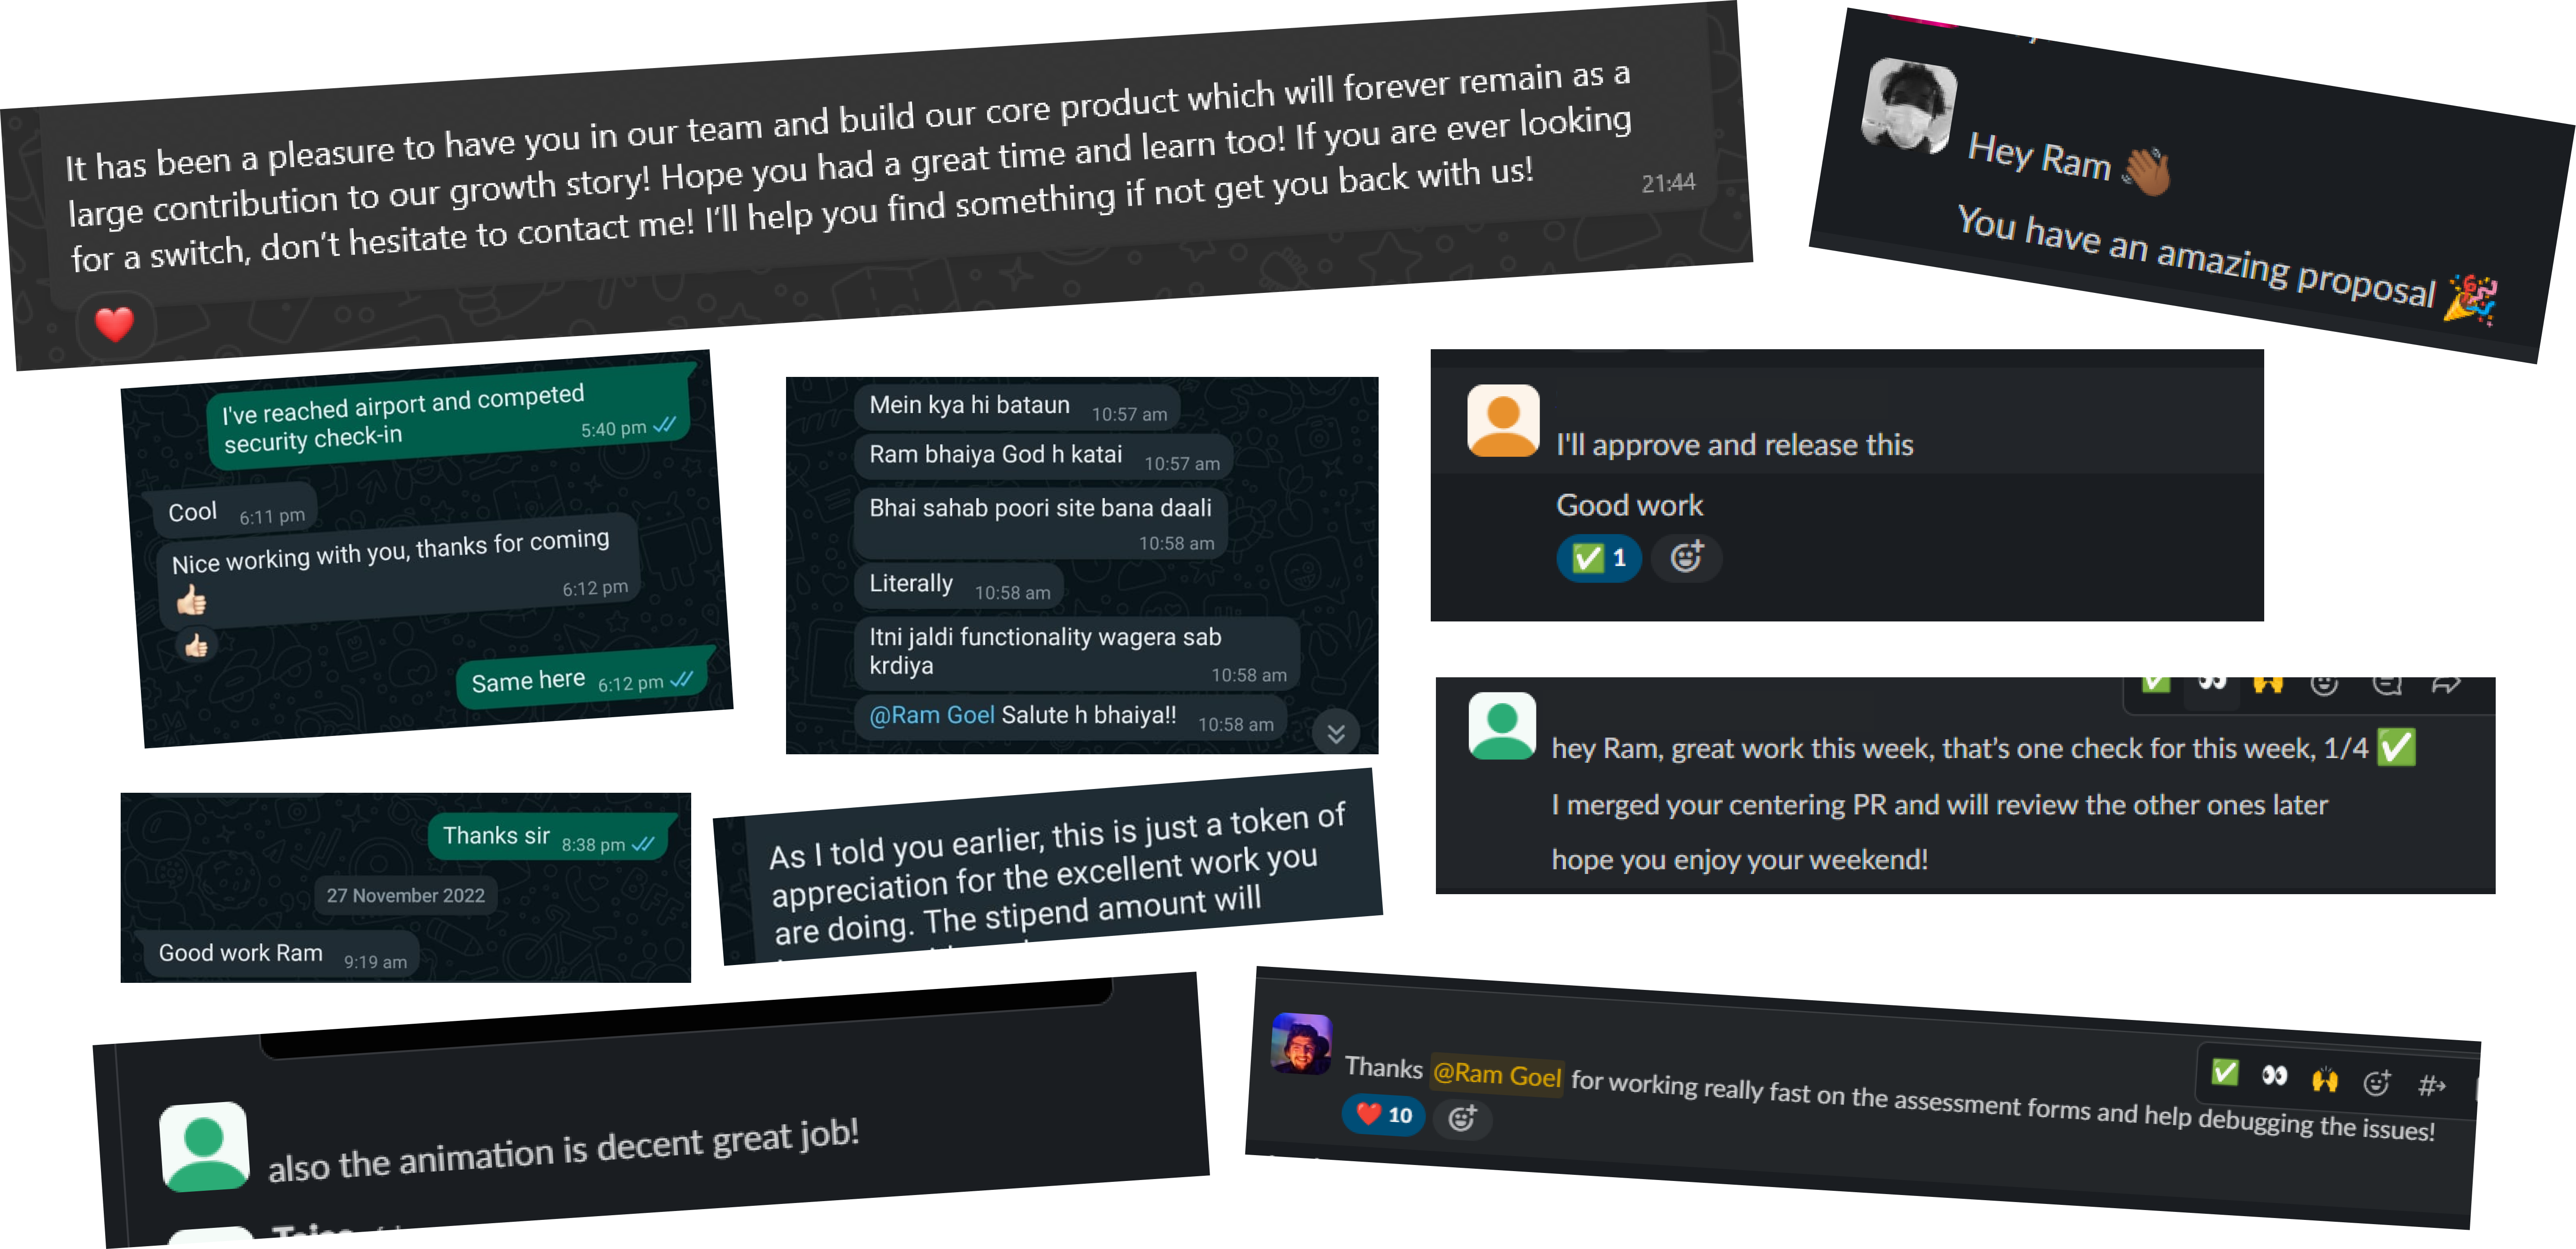 It has been a pleasure to have you in our team and build our core product which will forever remain as a
large contribution to our growth story! Hope you had a great time and learn too! If you are ever looking
for a switch, don't hesitate to contact me! I'll help you find something if not get you back with us!
21:44
Hey Ram
You have an amazing proposal
I've reached airport and competed
security check-in
5:40 pm
Cool 6:11 pm
Nice working with you, thanks for coming
6:12 pm
Same here 6:12 pm
Mein kya hi bataun 10:57 am
Ram bhaiya God h katai 10:57 am
Bhai sahab poori site bana daali
10:58 am
Literally 10:58 am
Itni jaldi functionality wagera sab
krdiya
10:58 am
@Ram Goel Salute h bhaiya!! 10:58 am
I'll approve and release this
Good work
1
hey Ram, great work this week, that's one check for this week, 1/4
I merged your centering PR and will review the other ones later
hope you enjoy your weekend!
Thanks sir 8:38 pm
27 November 2022
Good work Ram 9:19 am
As I told you earlier, this is just a token of
appreciation for the excellent work you
are doing. The stipend amount will
also the animation is decent great job!
Thanks @Ram Goel for working really fast on the assessment forms and help debugging the issues!
10